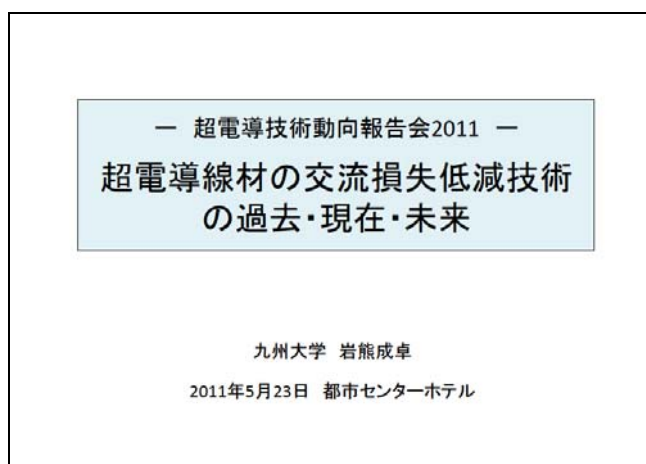 ― 超電導技術動向報告会2011 ―
超電導線材の交流損失低減技術
の過去・現在・未来
九州大学 岩熊成卓
2011年5月23日 都市センターホテル